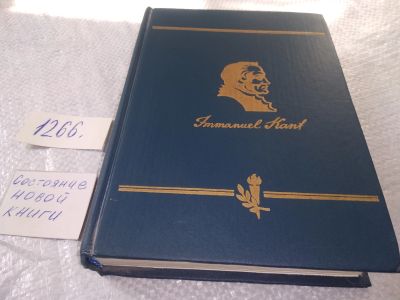 1266.
Состояние
новой
книги
Immanuel Kant